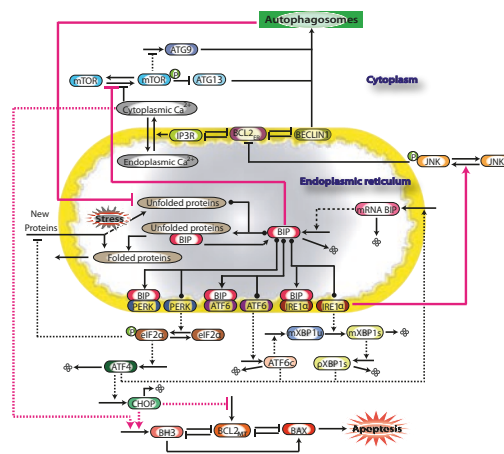 Autophagosomes
ATG9
mTOR
mTOR
P
ATG13
Cytoplasm
Cytoplasmic Ca2+
IP3R
BCL2ER
BECLIN1
Endoplasmic Ca2+
P
JNK
JNK
Endoplasmic reticulum
Unfolded proteins
mRNA BiP
New
Proteins
Stress
Unfolded proteins
BIP
BIP
Folded proteins
BIP
PERK
PERK
BIP
ATF6
ATF6
BIP
IRE1α
IRE1α
P
eIF2α
eIF2α
mXBP1u
mXBP1s
ATF4
ATF6c
pXBP1s
CHOP
BH3
BCL2MT
BAX
Apoptosis